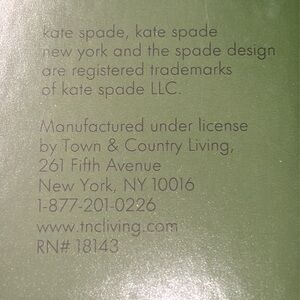 kate spade, kate spade
new york and the spade design
are registered trademarks
of kate spade LLC.
Manufactured under license
by Town & Country Living,
261 Fifth Avenue
New York, NY 10016
1-877-201-0226
www.tncliving.com
RN# 18143